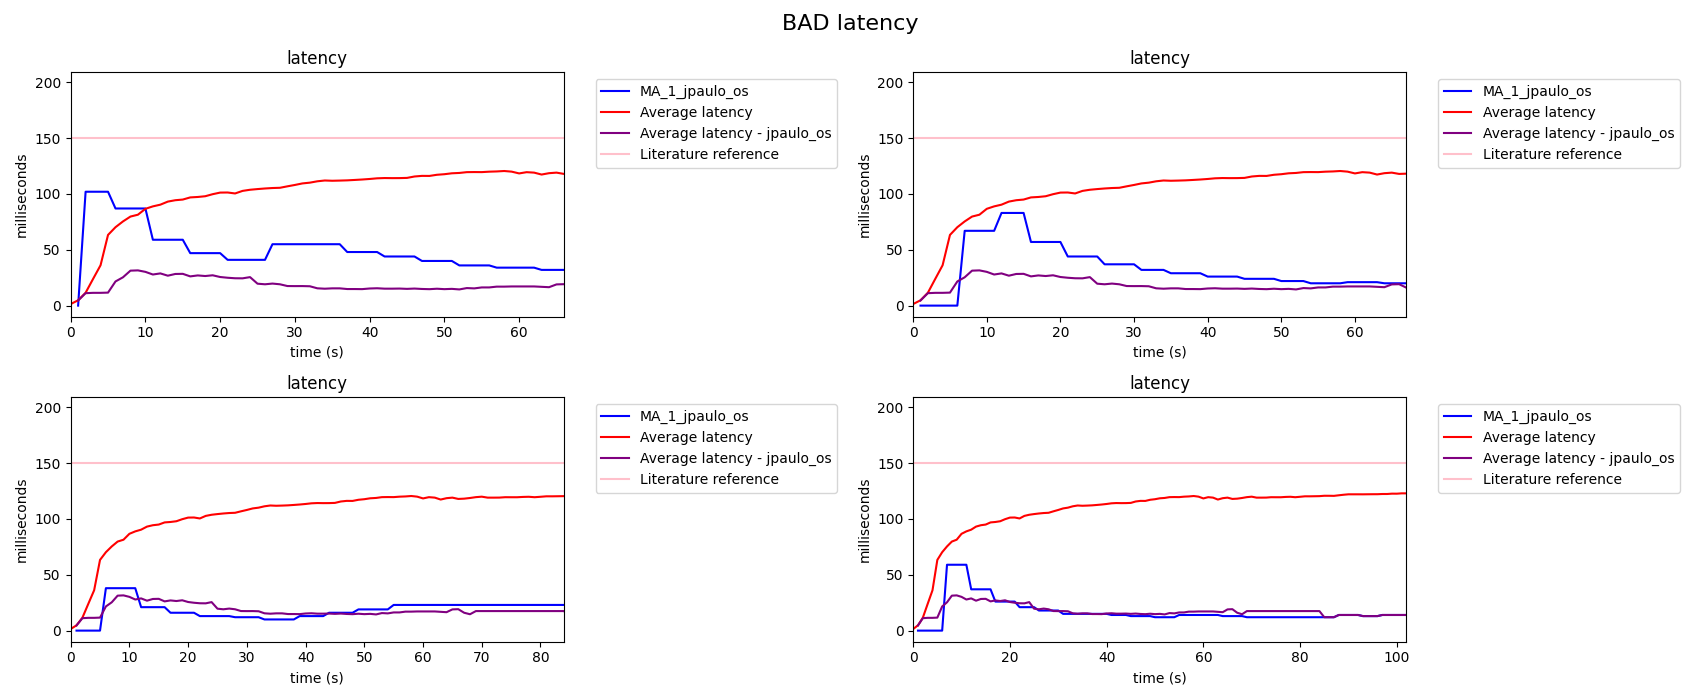 BAD latency
latency
200
150
100
50
0
milliseconds
0 10 20 30 40 50 60
time (s)
MA_1_jpaulo_os
Average latency
Average latency - jpaulo_os
Literature reference
latency
200
150
100
50
0
milliseconds
0 10 20 30 40 50 60
time (s)
MA_1_jpaulo_os
Average latency
Average latency - jpaulo_os
Literature reference
latency
200
150
100
50
0
milliseconds
0 10 20 30 40 50 60 70 80
time (s)
MA_1_jpaulo_os
Average latency
Average latency - jpaulo_os
Literature reference
latency
200
150
100
50
0
milliseconds
0 20 40 60 80 100
time (s)
MA_1_jpaulo_os
Average latency
Average latency - jpaulo_os
Literature reference